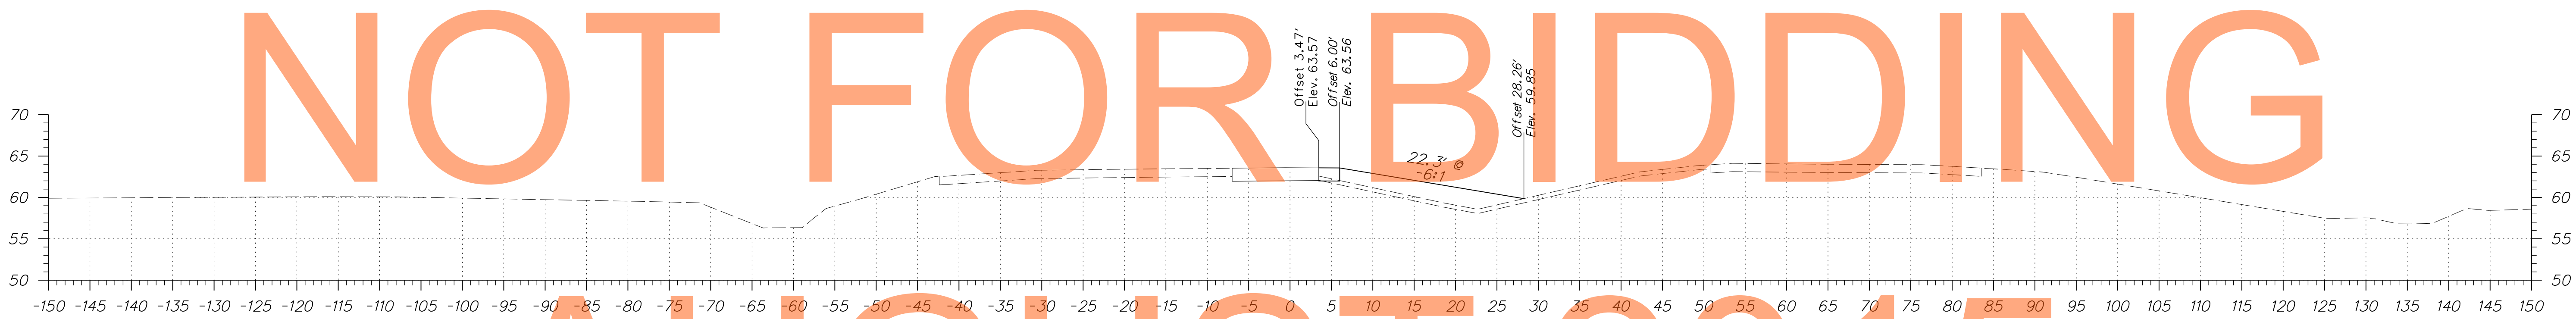 NOT FORBIDDING
Offset 3.47'
Elev. 63.57
Offset 6.00'
Elev. 63.56
Offset 28.26'
Elev. 59.85
22.3' @
-6:1
70 70
65 65
60 60
55 55
50 50
-150 -145 -140 -135 -130 -125 -120 -115 -110 -105 -100 -95 -90 -85 -80 -75 -70 -65 -60 -55 -50 -45 -40 -35 -30 -25 -20 -15 -10 -5 0 5 10 15 20 25 30 35 40 45 50 55 60 65 70 75 80 85 90 95 100 105 110 115 120 125 130 135 140 145 150